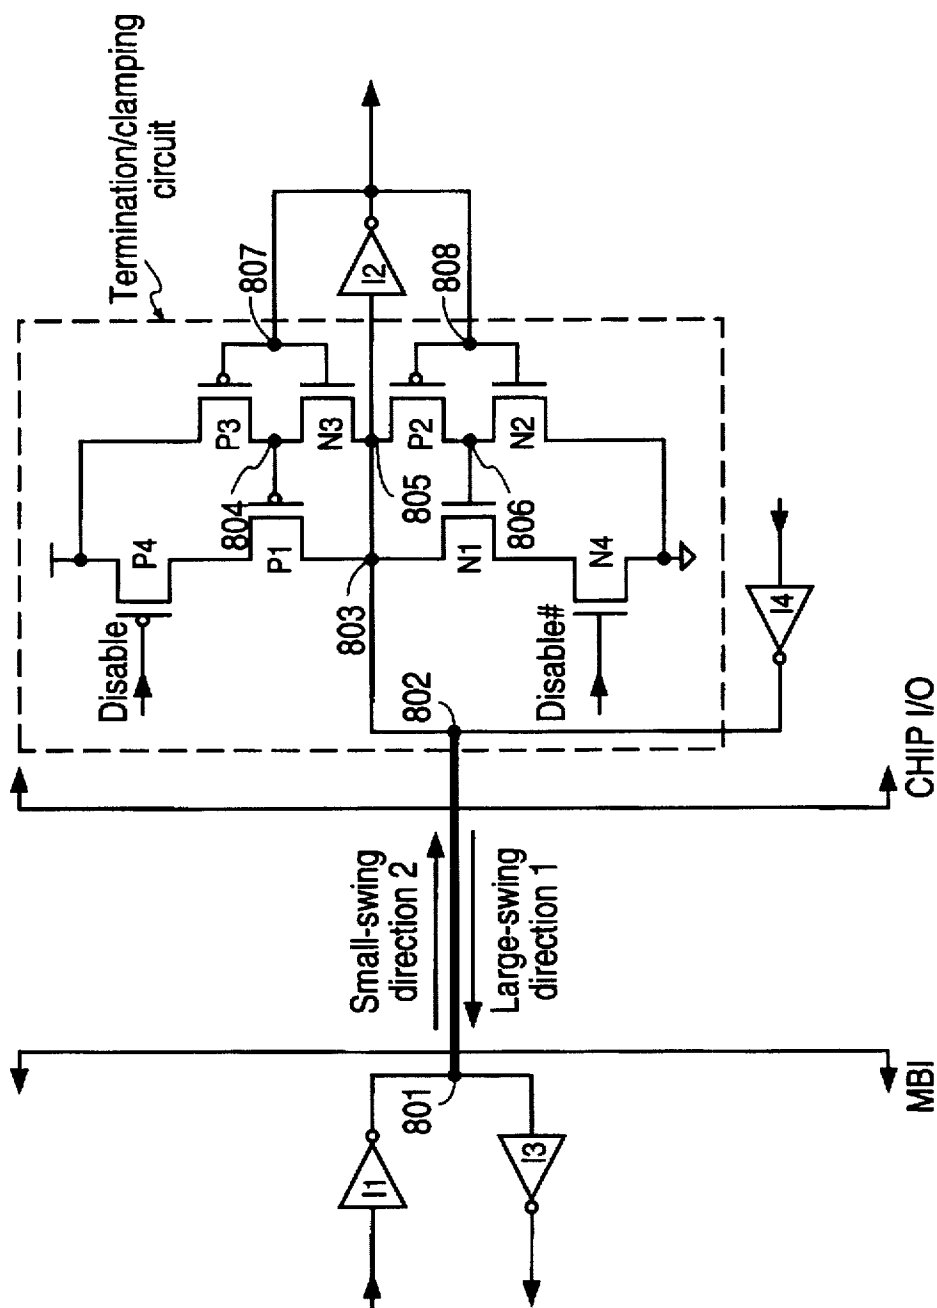 Termination/clamping
circuit
807
I2
808
P3
N3
P2
N2
804
805
806
P4
P1
N1
N4
Disable
803
Disable#
802
I4
CHIP I/O
Small-swing
direction 2
Large-swing
direction 1
MBI
801
I1
I3